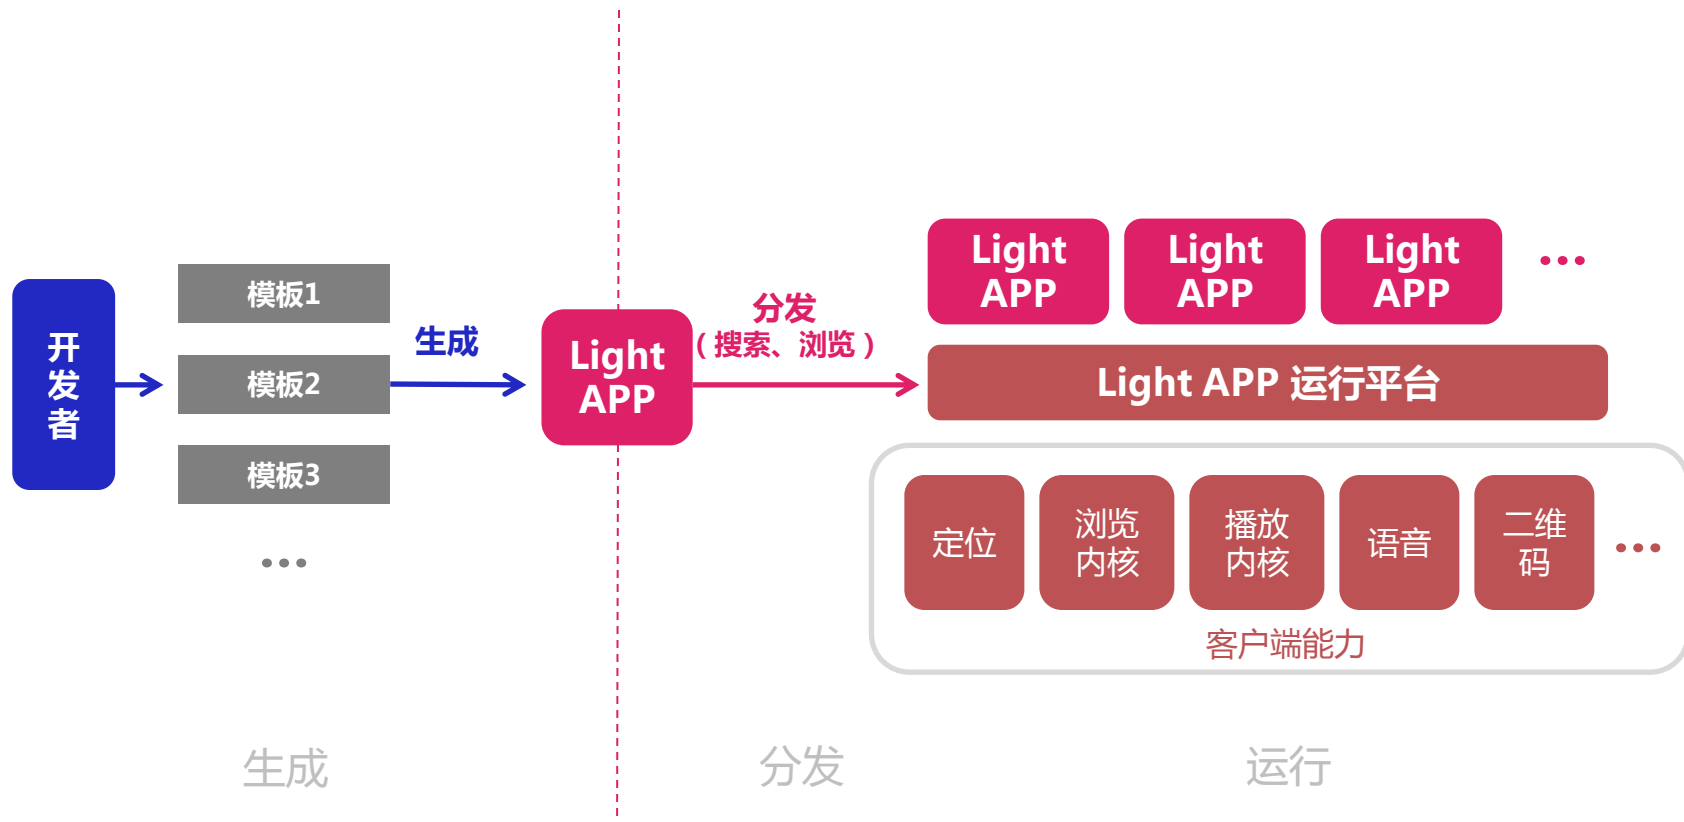 开
发
者
模板1
模板2
模板3
...
生成
Light
APP
分发
（搜索、浏览）
Light
APP
Light
APP
Light
APP
...
Light APP 运行平台
定位
浏览
内核
播放
内核
语音
二维
码
...
客户端能力
生成
分发
运行